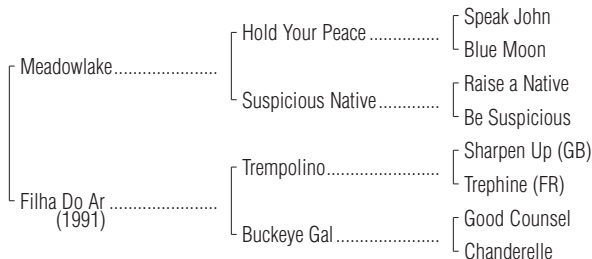 Speak John
Hold Your Peace ...............
Blue Moon
Meadowlake......................
Raise a Native
Suspicious Native.............
Be Suspicious
Sharpen Up (GB)
Trempolino........................
Trephine (FR)
Filha Do Ar .......................
(1991)
Good Counsel
Buckeye Gal......................
Chanderelle